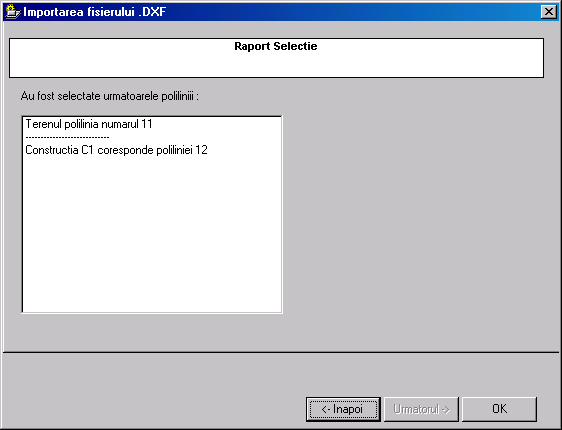 Importarea fisierului .DXF
Raport Selectie
Au fost selectate urmatoarele poliliniii :
Terenul polilinia numarul 11
----------------------------
Constructia C1 coresponde poliliniei 12
<- Inapoi
Urmatorul ->
OK